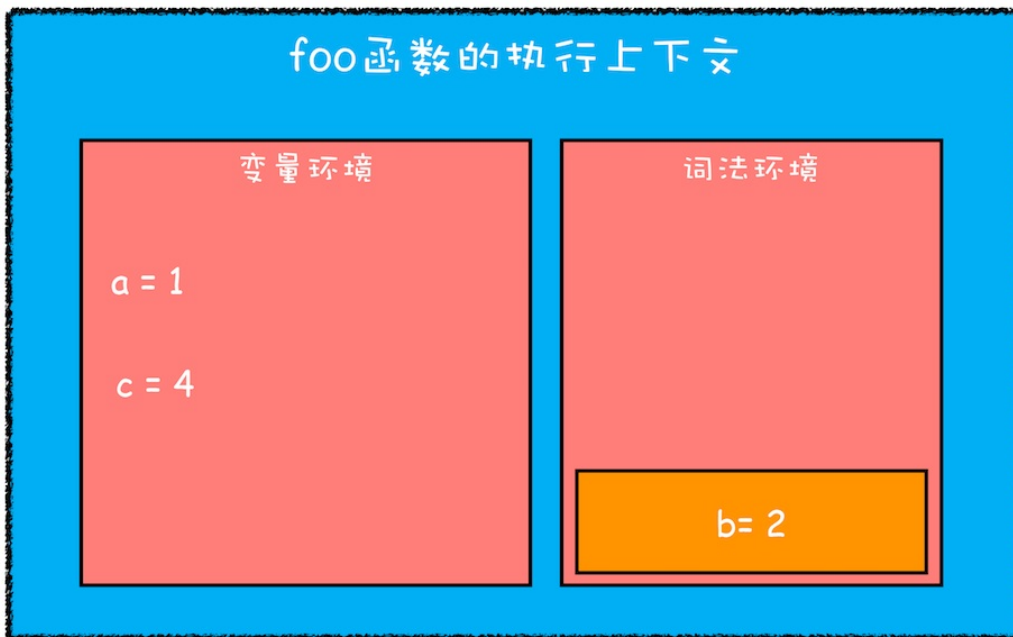 foo函数的执行上下文
变量环境
词法环境
a = 1
c = 4
b= 2